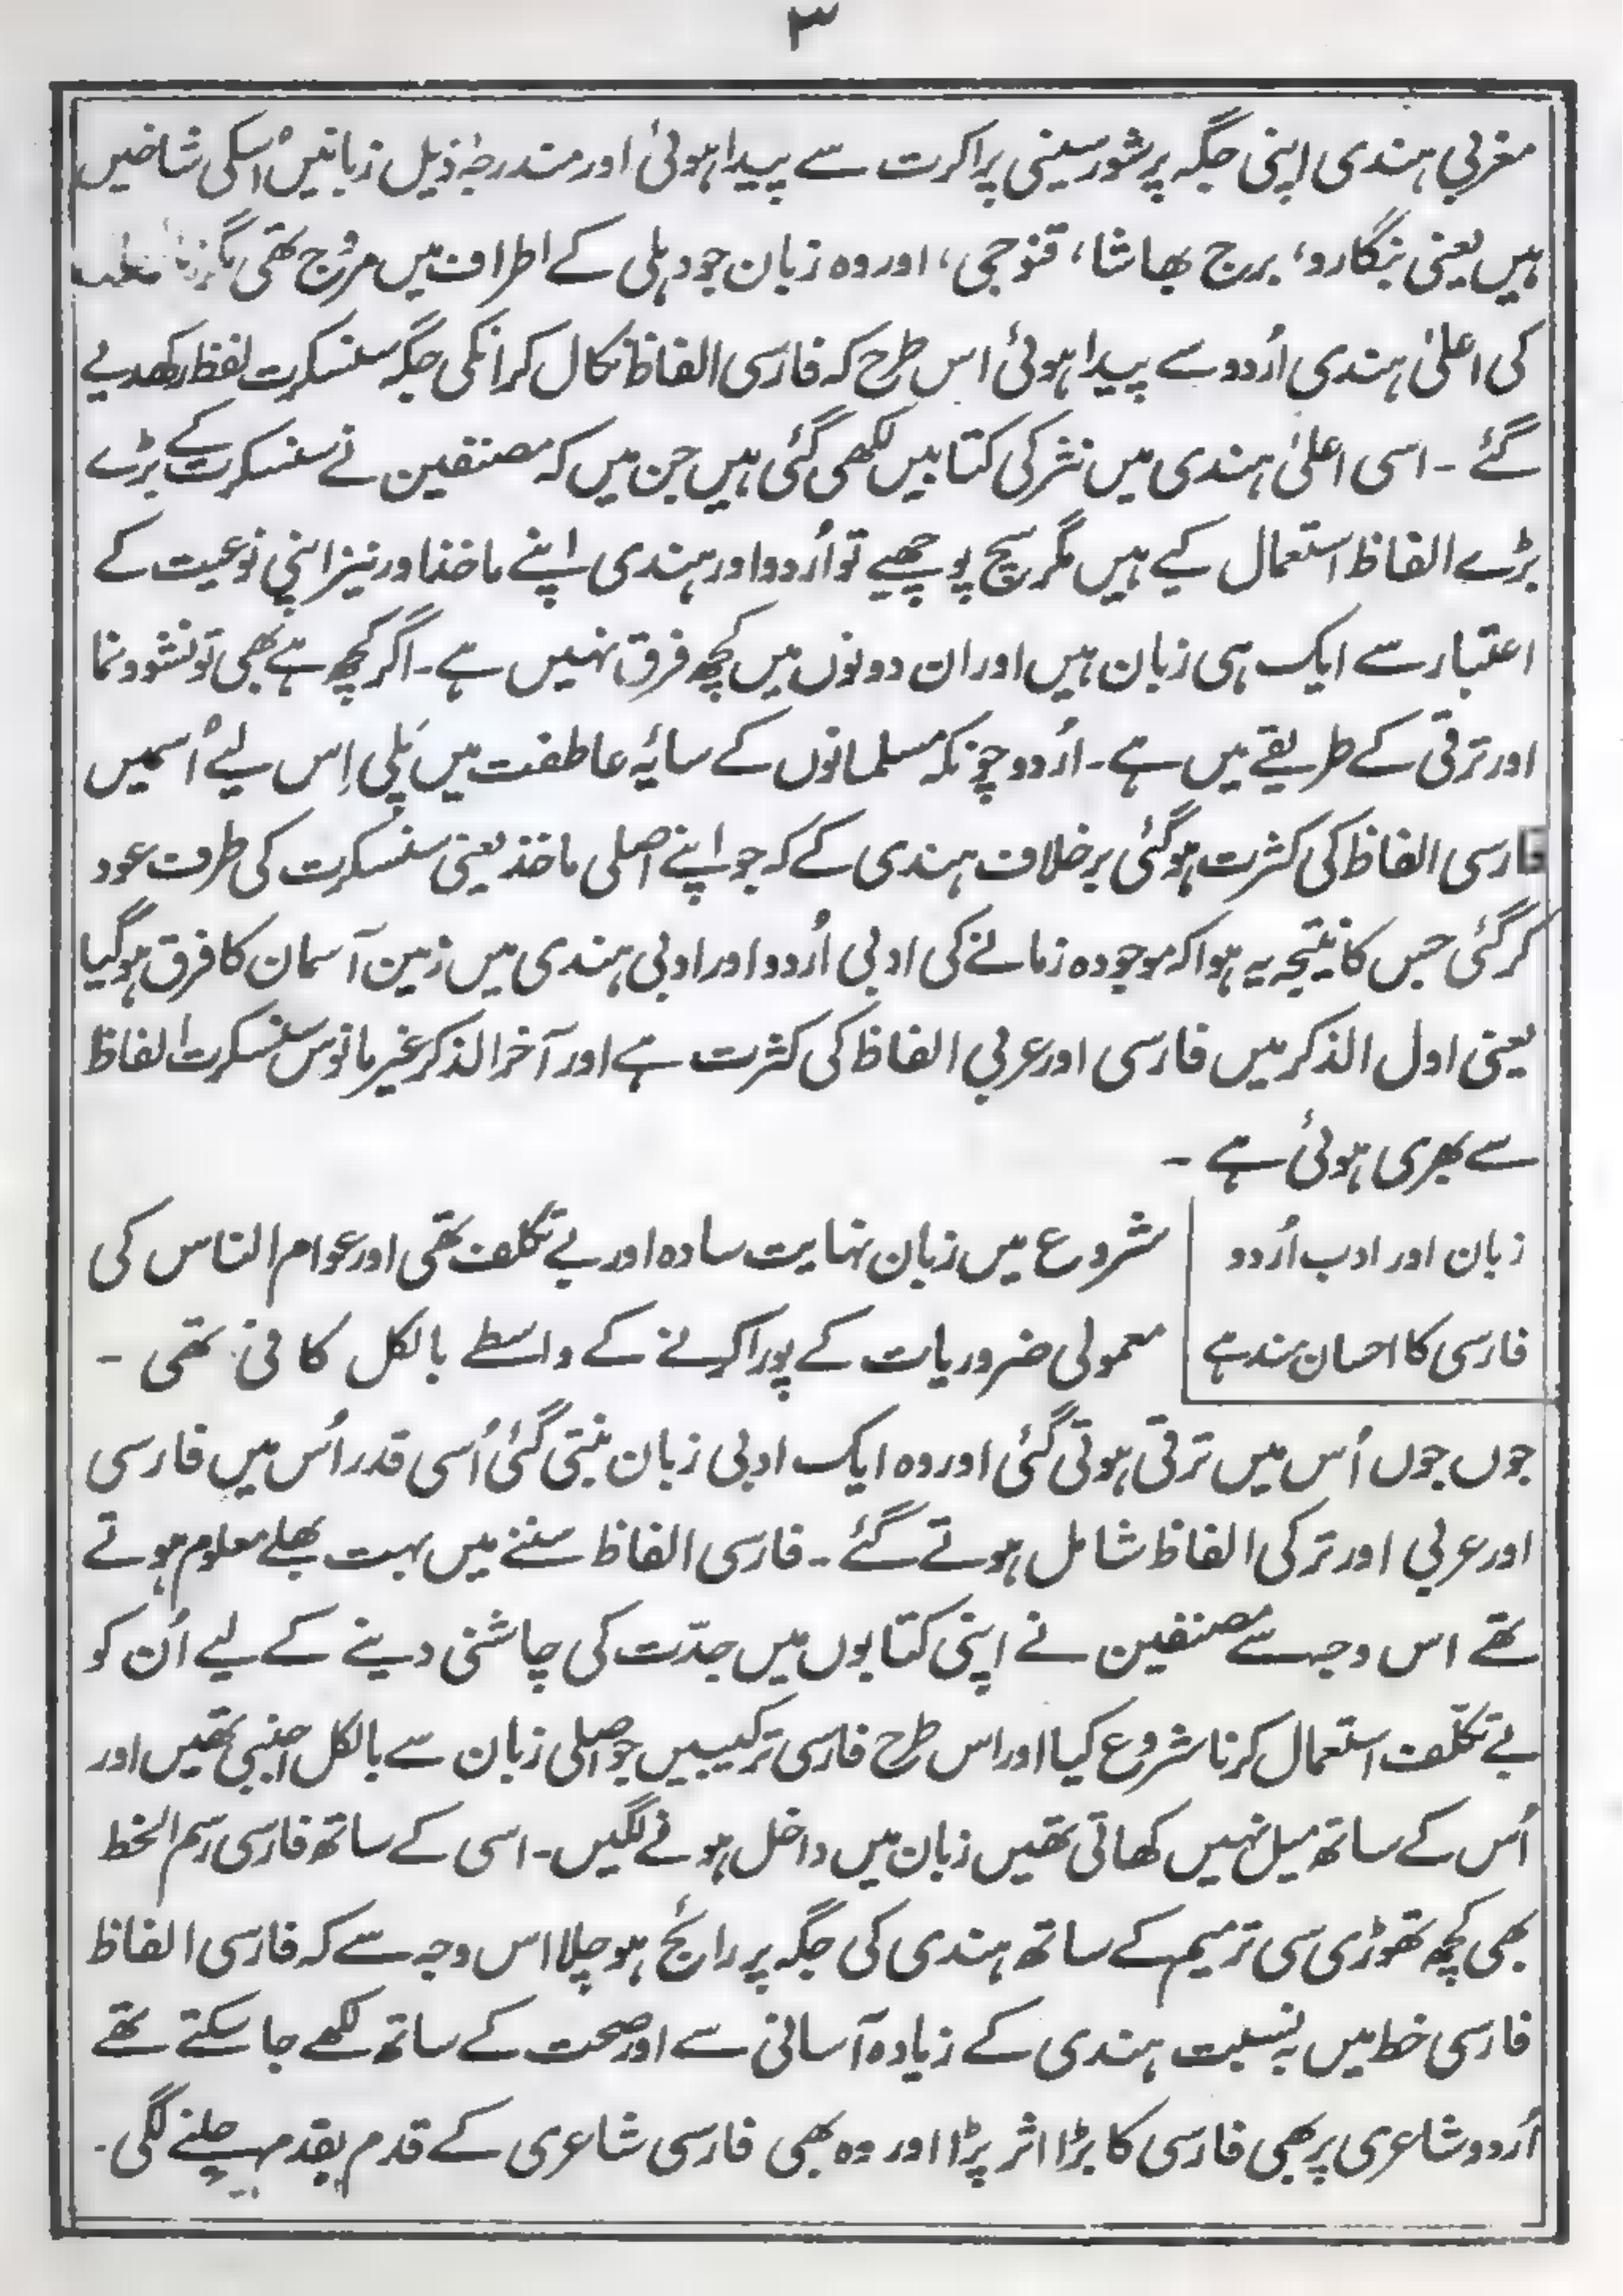 ۳
مغربی ہندی اپنی جگہ پر شورسینی پراکرت سے پیدا ہوئی اور مندرجۂ ذیل زبانیں اُسکی شاخیں
ہیں یعنی بنگارو، برج بھاشا، قنوجی، اور وہ زبان جو دہلی کے اطراف میں مروّج تھی
کی اعلیٰ ہندی اُردو سے پیدا ہوئی اس طرح کہ فارسی الفاظ نکال کر انکی جگہ سنسکرت لفظ رکھدیے
گئے ۔ اسی اعلیٰ ہندی میں نثر کی کتابیں لکھی گئی ہیں جن میں کہ مصنفین نے سنسکرت کے بڑے
بڑے الفاظ استعمال کیے ہیں مگر سچ پوچھیے تو اُردو اور ہندی اپنے ماخذ اور نیز اپنی نوعیت کے
اعتبار سے ایک ہی زبان ہیں اور ان دونوں میں کچھ فرق نہیں ہے۔ اگر کچھ ہے بھی تو نشوونما
اور ترقی کے طریقے میں ہے۔ اُردو چونکہ مسلمانوں کے سایۂ عاطفت میں پَلی اِس لیے اُسمیں
فارسی الفاظ کی کثرت ہوگئی برخلاف ہندی کے کہ جو اپنے اصلی ماخذ یعنی سنسکرت کی طرف عود
کرگئی جس کا نتیجہ یہ ہوا کہ موجودہ زمانے کی ادبی اُردو اور ادبی ہندی میں زمین آسمان کا فرق ہوگیا
یعنی اول الذکر میں فارسی اور عربی الفاظ کی کثرت ہے اور آخر الذکر غیر مانوس سنسکرت الفاظ
سے بھری ہوئی ہے ۔
زبان اور ادب اُردو
فارسی کا احسان مند ہے
شروع میں زبان نہایت سادہ اور بے تکلف تھی اور عوام الناس کی
معمولی ضروریات کے پورا کرنے کے واسطے بالکل کافی تھی ۔
جوں جوں اُس میں ترقی ہوتی گئی اور وہ ایک ادبی زبان بنتی گئی اُسی قدر اُس میں فارسی
اور عربی اور ترکی الفاظ شامل ہوتے گئے ۔ فارسی الفاظ سننے میں بہت بھلے معلوم ہوتے
تھے اس وجہ سے مصنفین نے اپنی کتابوں میں جدّت کی چاشنی دینے کے لیے اُن کو
بے تکلّف استعمال کرنا شروع کیا اور اس طرح فارسی ترکیبیں جو اصلی زبان سے بالکل اجنبی تھیں اور
اُس کے ساتھ میل نہیں کھاتی تھیں زبان میں داخل ہونے لگیں۔ اسی کے ساتھ فارسی رسم الخط
بھی کچھ تھوڑی سی ترمیم کے ساتھ ہندی کی جگہ پر رائج ہوچلا اس وجہ سے کہ فارسی الفاظ
فارسی خط میں بہ نسبت ہندی کے زیادہ آسانی سے اور صحت کے ساتھ لکھے جاسکتے تھے
اُردو شاعری پر بھی فارسی کا بڑا اثر پڑا اور وہ بھی فارسی شاعری کے قدم بقدم چلنے لگی۔